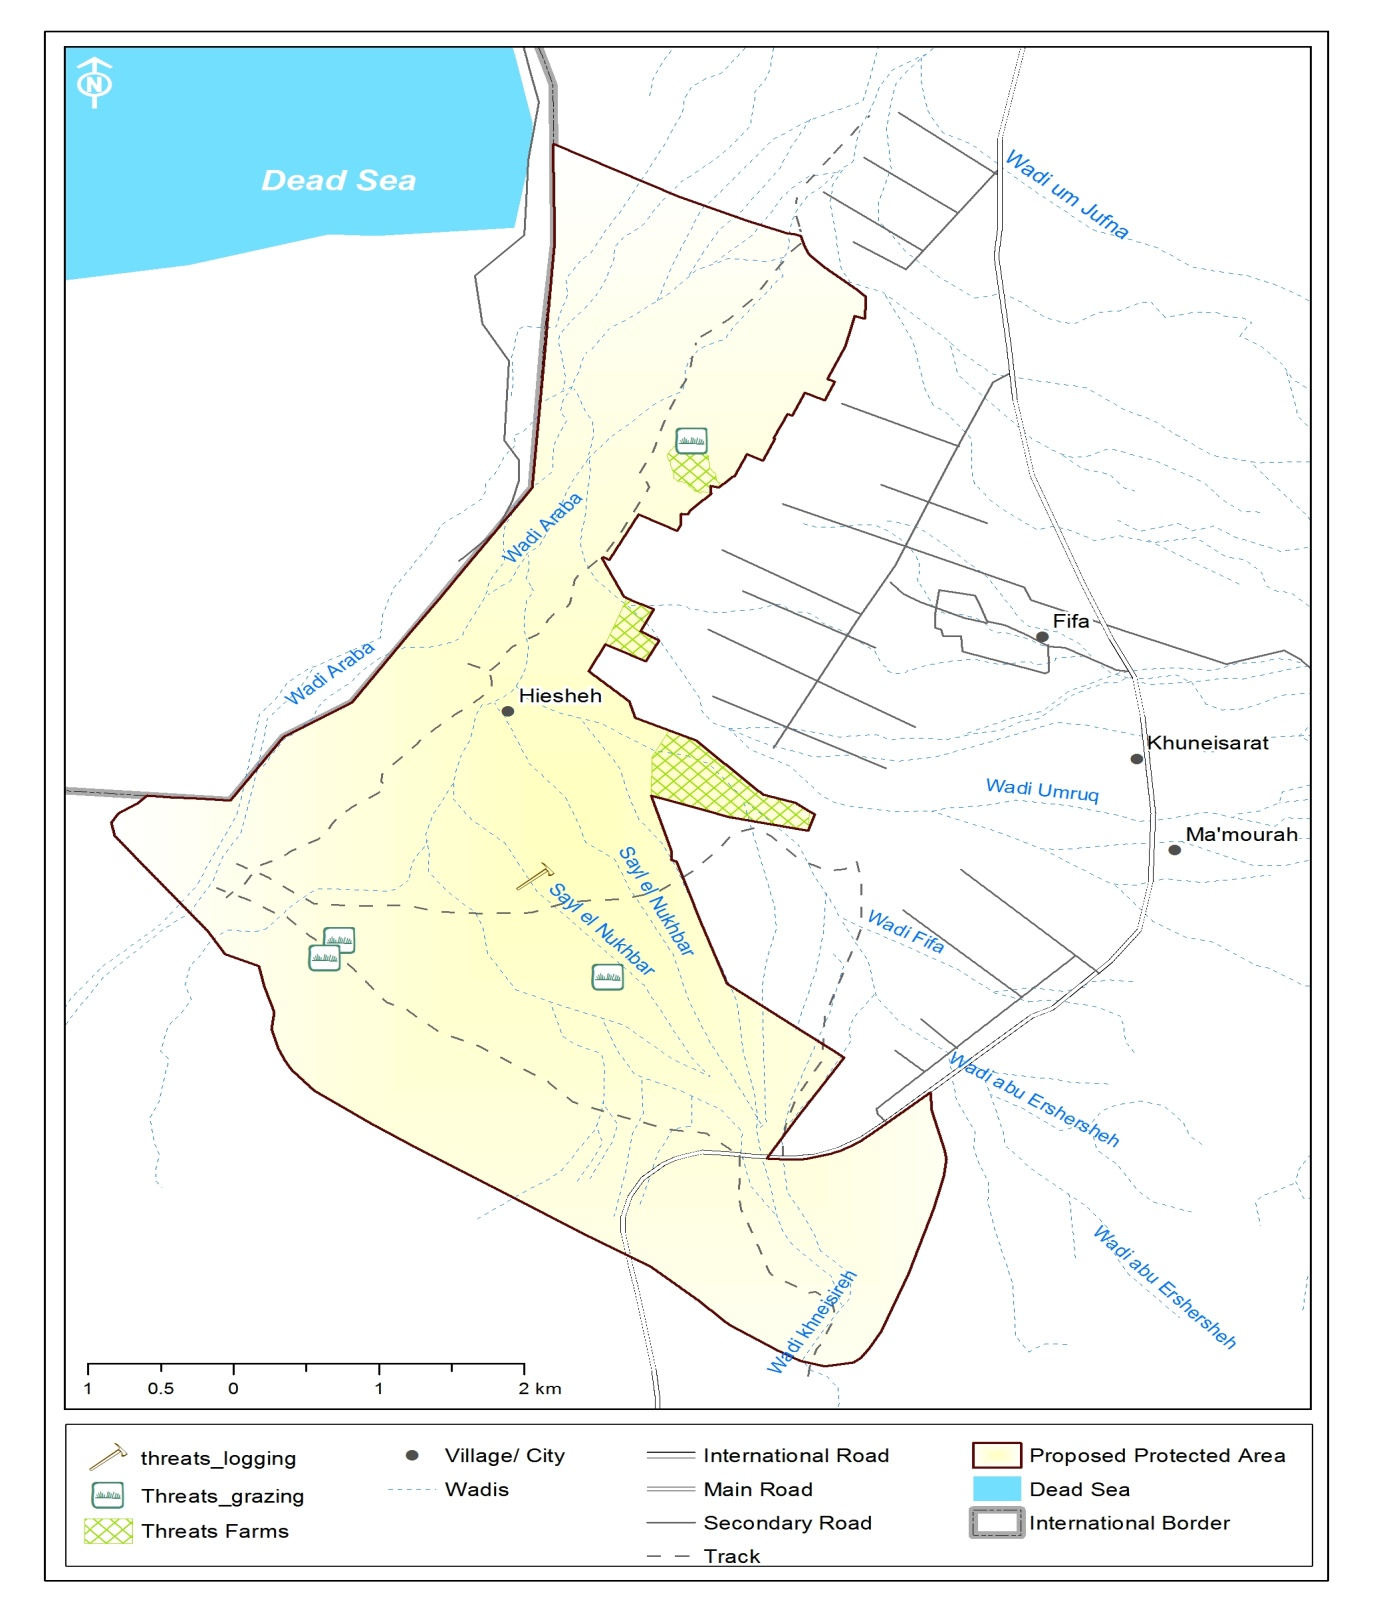 N
Dead Sea
Wadi um Jufna
Wadi Araba
Fifa
Wadi Araba
Hiesheh
Khuneisarat
Wadi Umruq
Ma'mourah
Sayl el Nukhbar
Sayl el Nukhbar
Wadi Fifa
Wadi abu Ershersheh
Wadi abu Ershersheh
Wadi khneisireh
1 0.5 0 1 2 km
threats_logging
Threats_grazing
Threats Farms
Village/ City
Wadis
International Road
Main Road
Secondary Road
Track
Proposed Protected Area
Dead Sea
International Border